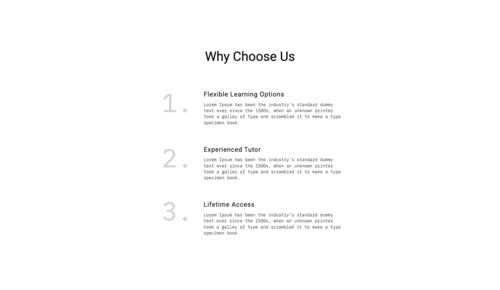 Why Choose Us
1.
Flexible Learning Options
Lorem Ipsum has been the industry's standard dummy
text ever since the 1500s, when an unknown printer
took a galley of type and scrambled it to make a type
specimen book.
2.
Experienced Tutor
Lorem Ipsum has been the industry's standard dummy
text ever since the 1500s, when an unknown printer
took a galley of type and scrambled it to make a type
specimen book.
3.
Lifetime Access
Lorem Ipsum has been the industry's standard dummy
text ever since the 1500s, when an unknown printer
took a galley of type and scrambled it to make a type
specimen book.